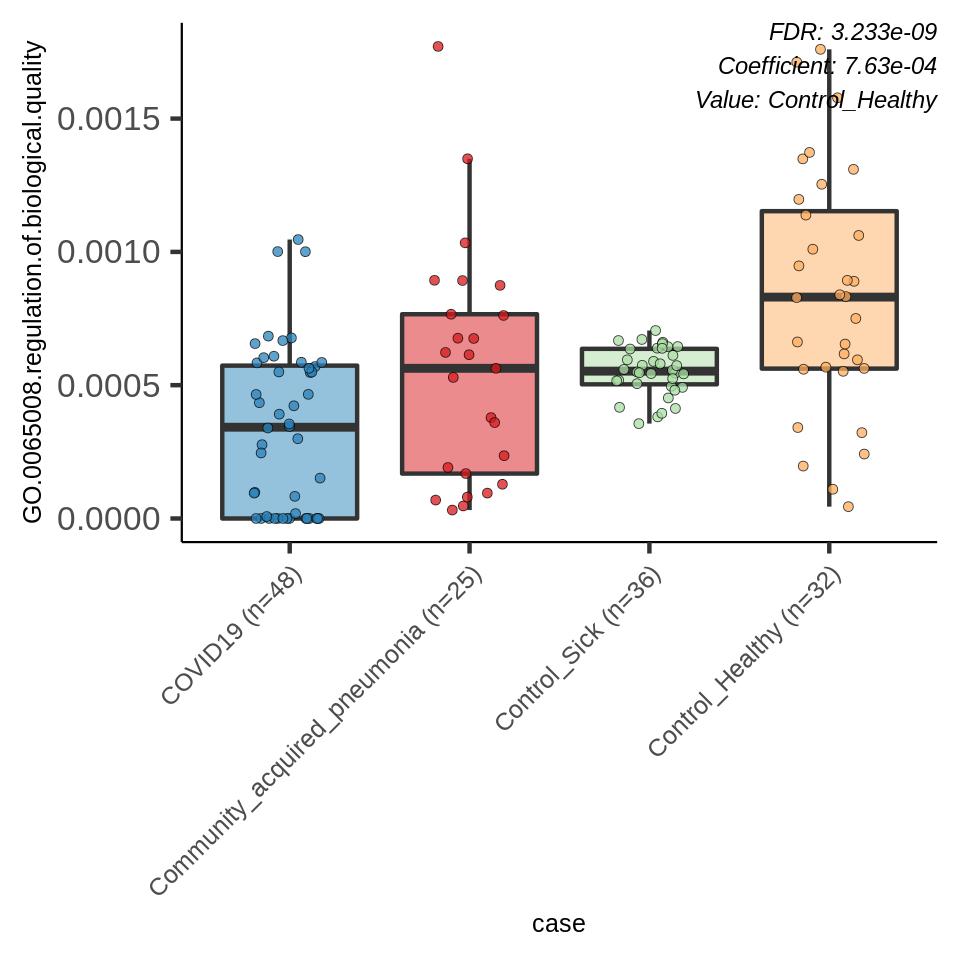 FDR: 3.233e-09
Coefficient: 7.63e-04
Value: Control_Healthy
GO.0065008.regulation.of.biological.quality
0.0015
0.0010
0.0005
0.0000
COVID19 (n=48)
Community_acquired_pneumonia (n=25)
Control_Sick (n=36)
Control_Healthy (n=32)
case